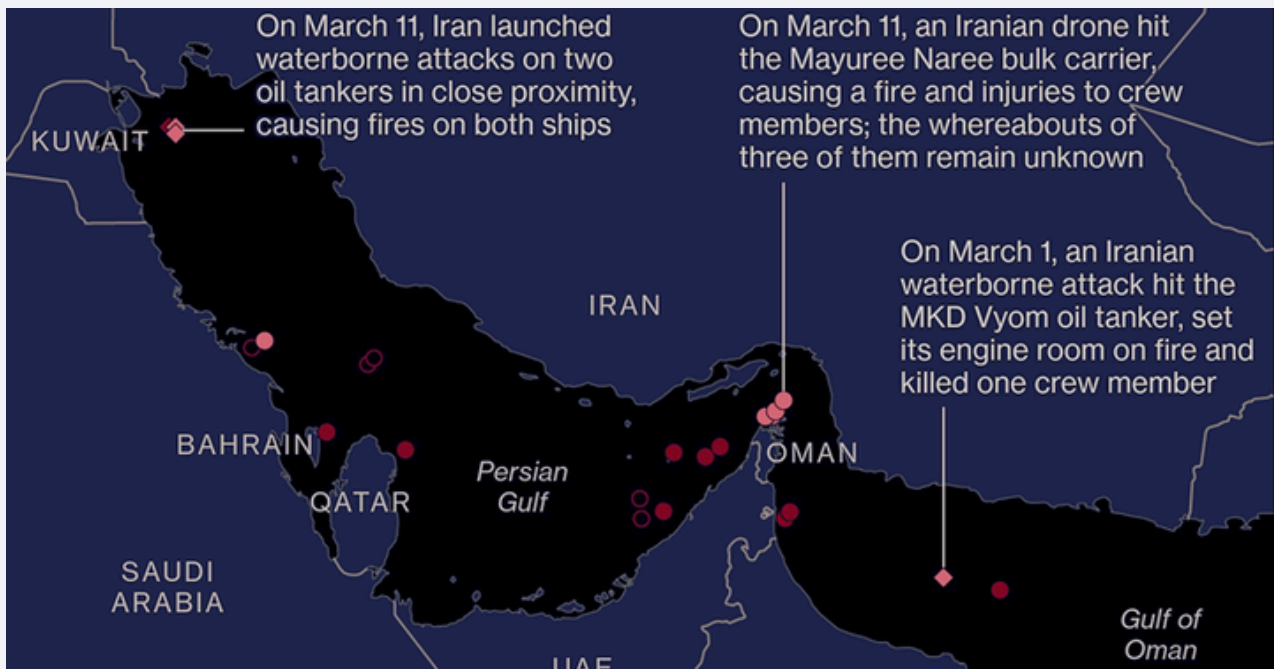 On March 11, Iran launched
waterborne attacks on two
oil tankers in close proximity,
causing fires on both ships
On March 11, an Iranian drone hit
the Mayuree Naree bulk carrier,
causing a fire and injuries to crew
members; the whereabouts of
three of them remain unknown
KUWAIT
On March 1, an Iranian
waterborne attack hit the
MKD Vyom oil tanker, set
its engine room on fire and
killed one crew member
IRAN
BAHRAIN
OMAN
Persian
Gulf
QATAR
SAUDI
ARABIA
Gulf of
Oman
UAE